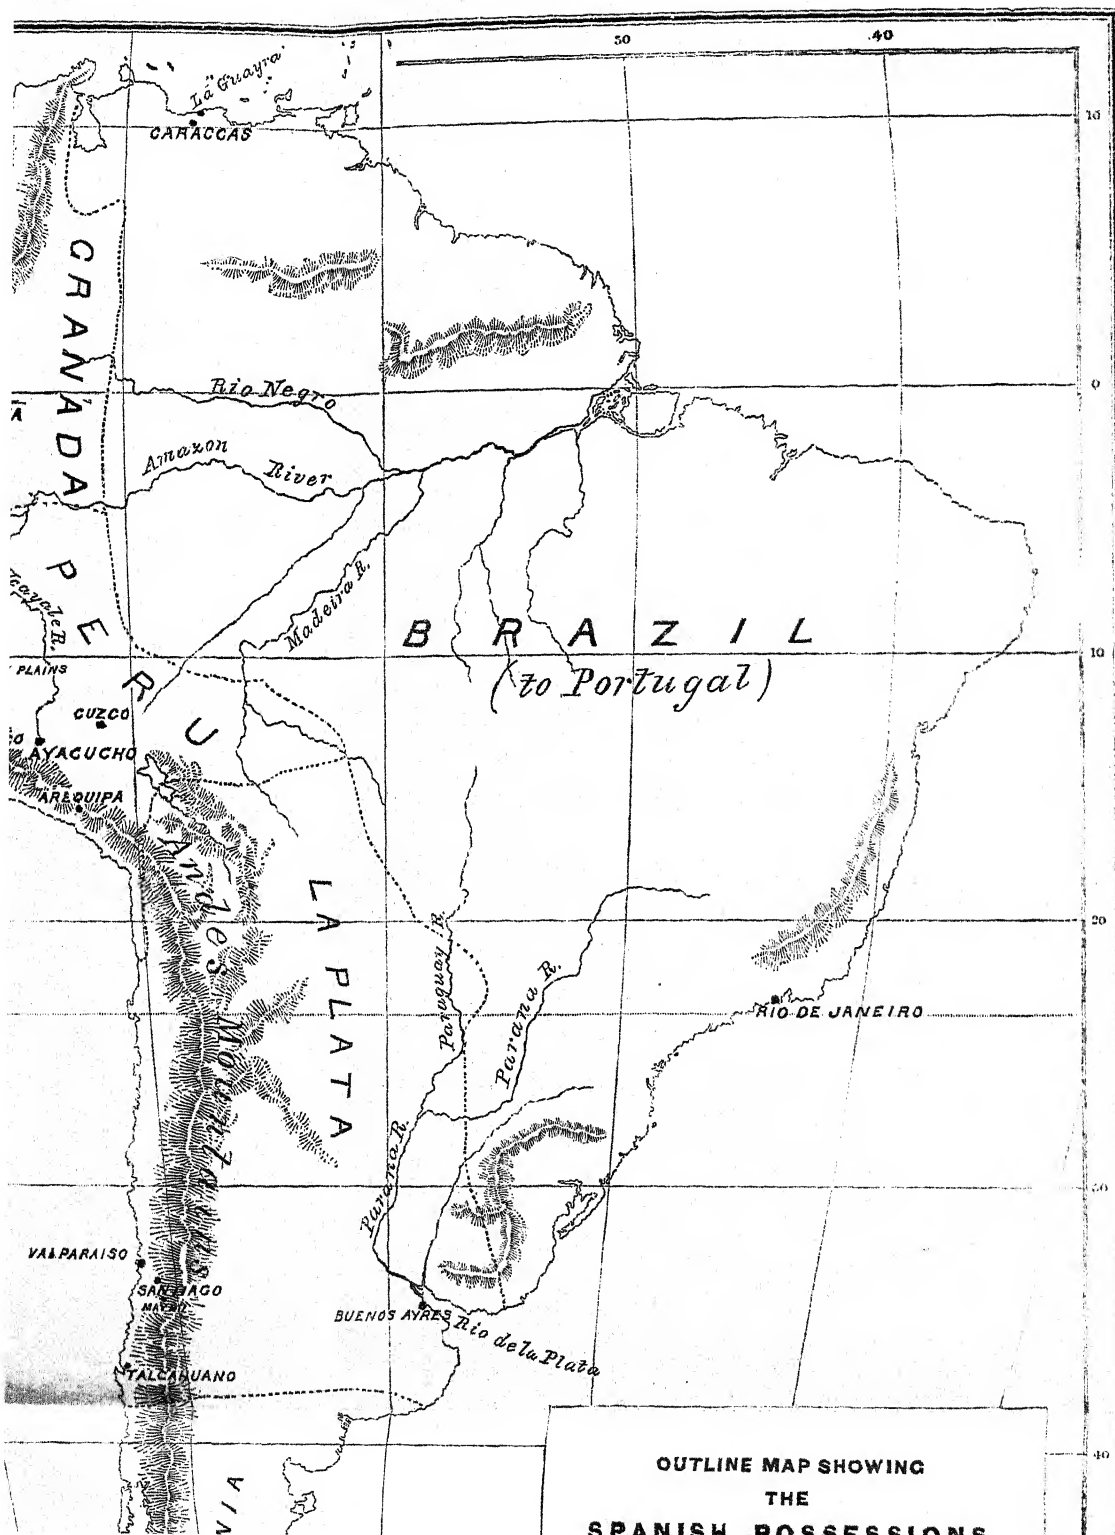 50
40
10
La Guayra
CARACCAS
GRANADA
0
Rio Negro
Amazon
River
PERU
Madeira R.
BRAZIL
(to Portugal)
10
PLAINS
CUZCO
AYACUCHO
AREQUIPA
Andes Mountains
LA PLATA
20
Paraguay R.
Parana R.
RIO DE JANEIRO
Parana R.
30
VALPARAISO
SANTIAGO
BUENOS AYRES
Rio de la Plata
TALCAHUANO
40
OUTLINE MAP SHOWING
THE
SPANISH POSSESSIONS